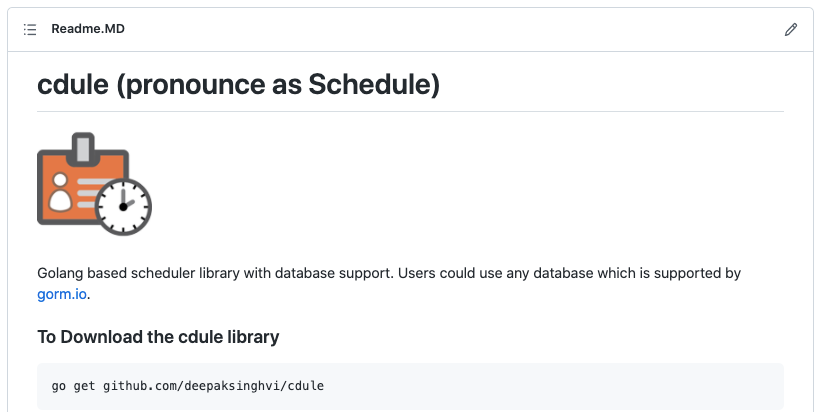 Readme.MD
cdule (pronounce as Schedule)
Golang based scheduler library with database support. Users could use any database which is supported by
gorm.io.
To Download the cdule library
go get github.com/deepaksinghvi/cdule